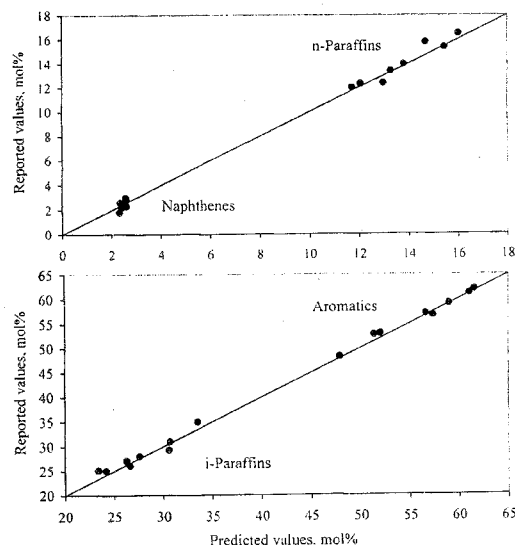 Reported values, mol%
18
16
14
12
10
8
6
4
2
0
n-Paraffins
Naphthenes
0 2 4 6 8 10 12 14 16 18
Reported values, mol%
65
60
55
50
45
40
35
30
25
20
Aromatics
i-Paraffins
20 25 30 35 40 45 50 55 60 65
Predicted values, mol%